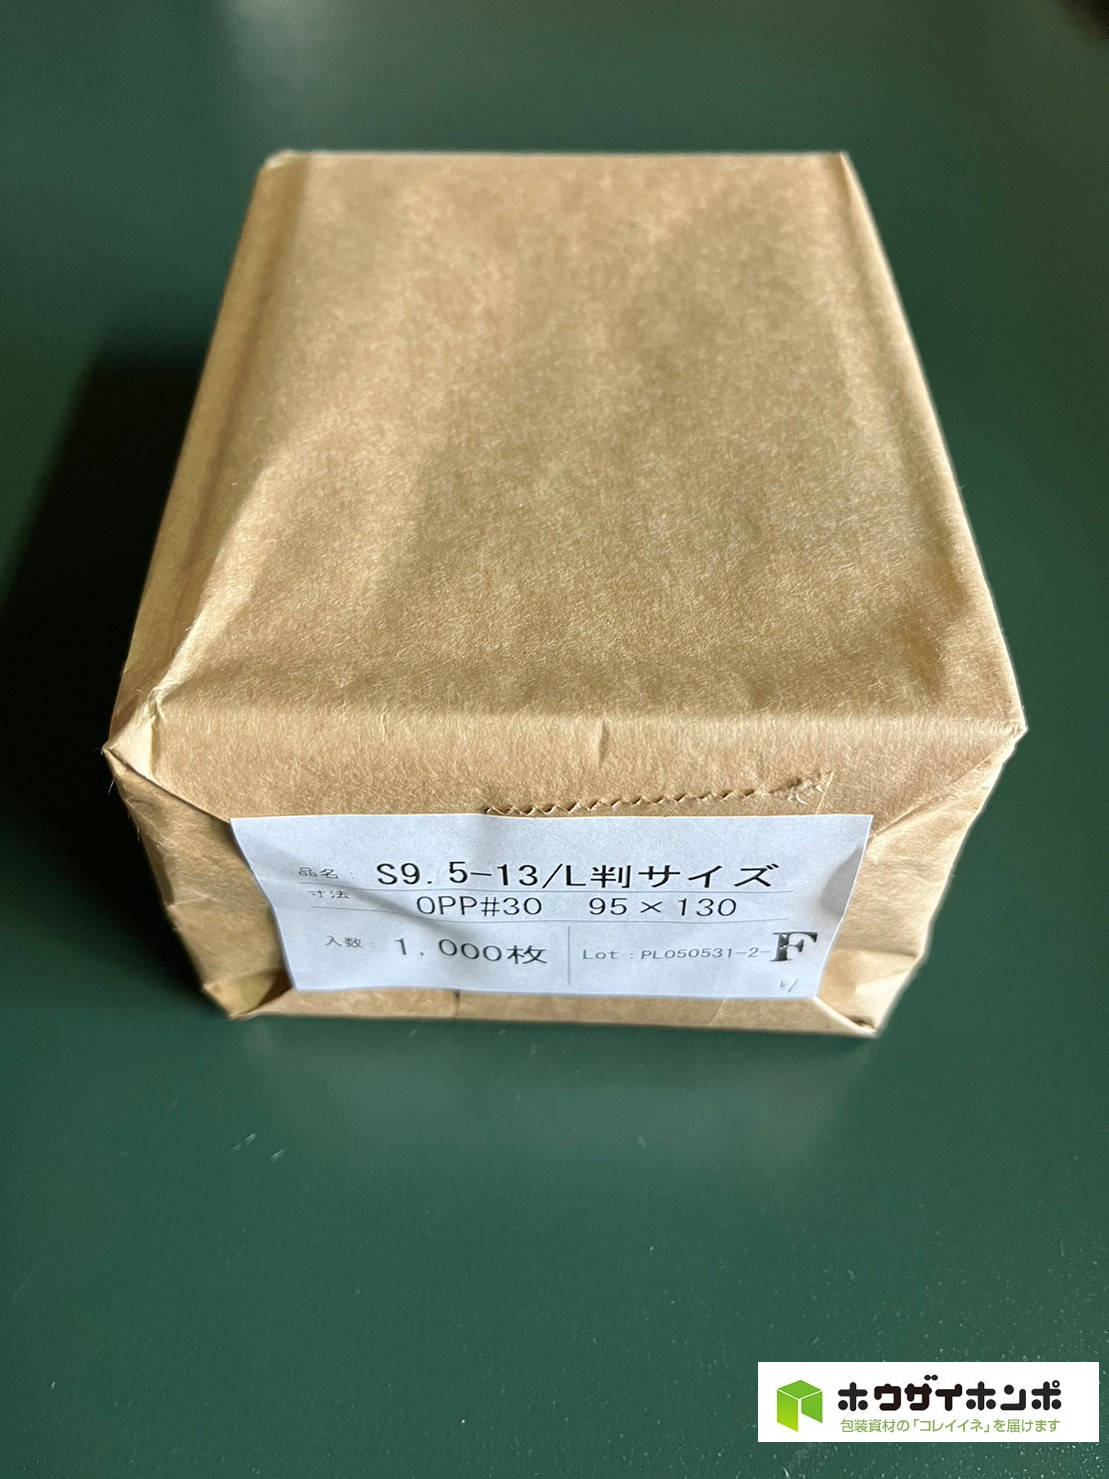 品名: S9.5-13/L判サイズ
寸法 OPP#30 95×130
入数: 1,000枚 Lot:PL050531-2-F
ホウザイホンポ
包装資材の「コレイイネ」を届けます